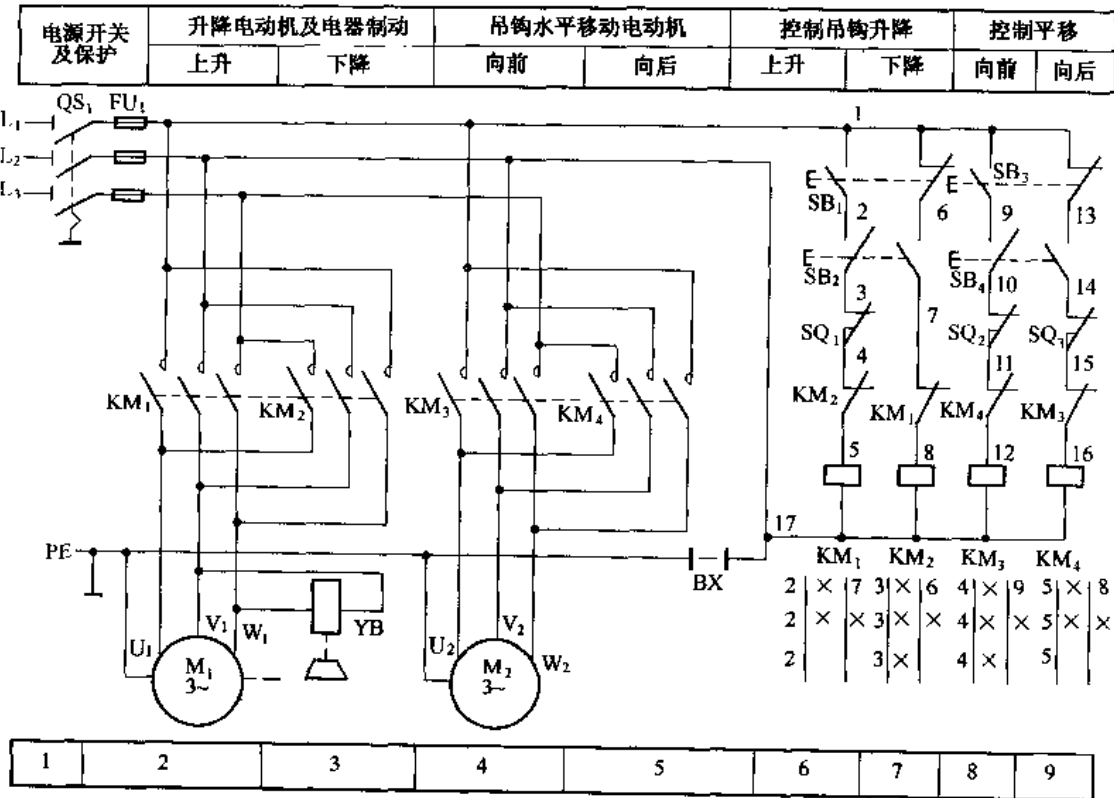 电源开关及保护 升降电动机及电器制动 吊钩水平移动电动机 控制吊钩升降 控制平移
上升 下降 向前 向后 上升 下降 向前 向后
QS₁ FU₁
L₁ 1
L₂
L₃
SB₃
SB₁ 2 6 9 13
SB₂ 3 SB₄ 10 14
7
SQ₁ SQ₂ SQ₃
4 11 15
KM₁ KM₂ KM₃ KM₄ KM₂ KM₁ KM₄ KM₃
5 8 12 16
17
PE BX KM₁ KM₂ KM₃ KM₄
2 × 7 3 × 6 4 × 9 5 × 8
2 × × 3 × × 4 × × 5 × ×
2 3 × 4 × 5
U₁ V₁ W₁ YB U₂ V₂ W₂
M₁ M₂
3~ 3~
1 2 3 4 5 6 7 8 9